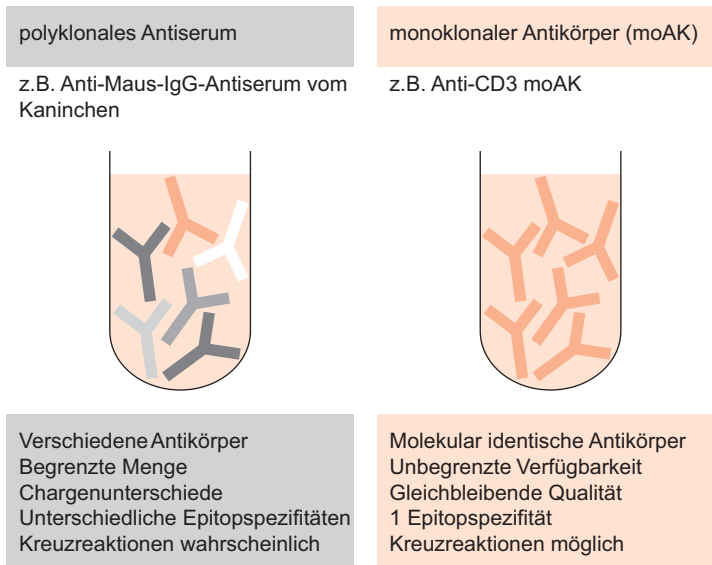 polyklonales Antiserum
z.B. Anti-Maus-IgG-Antiserum vom
Kaninchen
Verschiedene Antikörper
Begrenzte Menge
Chargenunterschiede
Unterschiedliche Epitopspezifitäten
Kreuzreaktionen wahrscheinlich
monoklonaler Antikörper (moAK)
z.B. Anti-CD3 moAK
Molekular identische Antikörper
Unbegrenzte Verfügbarkeit
Gleichbleibende Qualität
1 Epitopspezifität
Kreuzreaktionen möglich